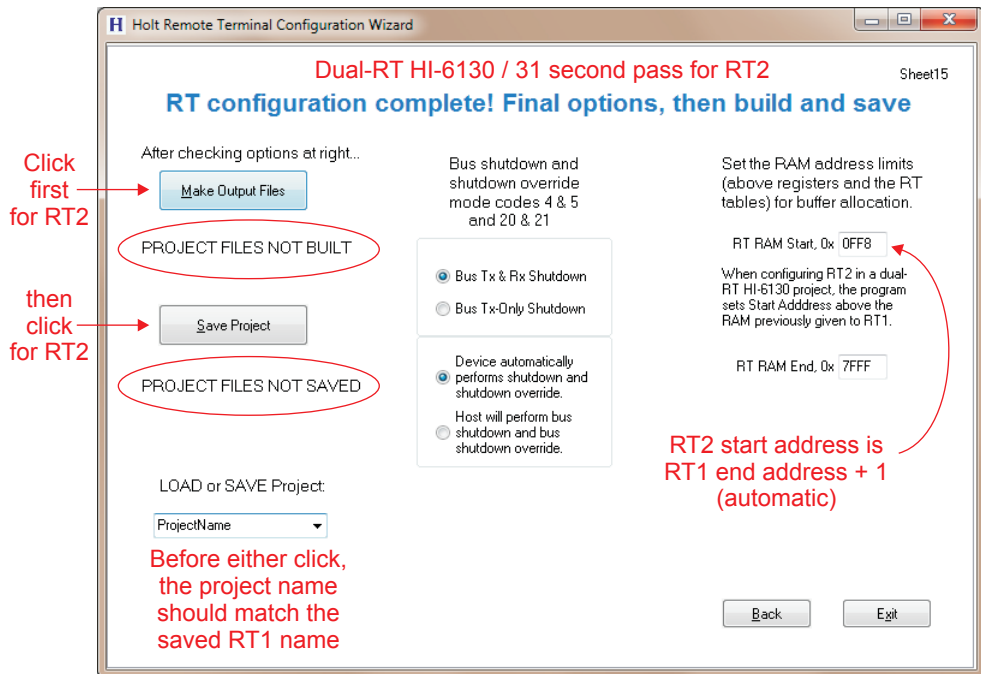 H Holt Remote Terminal Configuration Wizard
Dual-RT HI-6130 / 31 second pass for RT2
Sheet15
RT configuration complete! Final options, then build and save
Click
first
for RT2
After checking options at right...
Make Output Files
PROJECT FILES NOT BUILT
then
click
for RT2
Save Project
PROJECT FILES NOT SAVED
LOAD or SAVE Project:
ProjectName
Before either click,
the project name
should match the
saved RT1 name
Bus shutdown and
shutdown override
mode codes 4 & 5
and 20 & 21
Bus Tx & Rx Shutdown
Bus Tx-Only Shutdown
Device automatically
performs shutdown and
shutdown override.
Host will perform bus
shutdown and bus
shutdown override.
Set the RAM address limits
(above registers and the RT
tables) for buffer allocation.
RT RAM Start, 0x 0FF8
When configuring RT2 in a dual-
RT HI-6130 project, the program
sets Start Adddress above the
RAM previously given to RT1.
RT RAM End, 0x 7FFF
RT2 start address is
RT1 end address + 1
(automatic)
Back
Exit